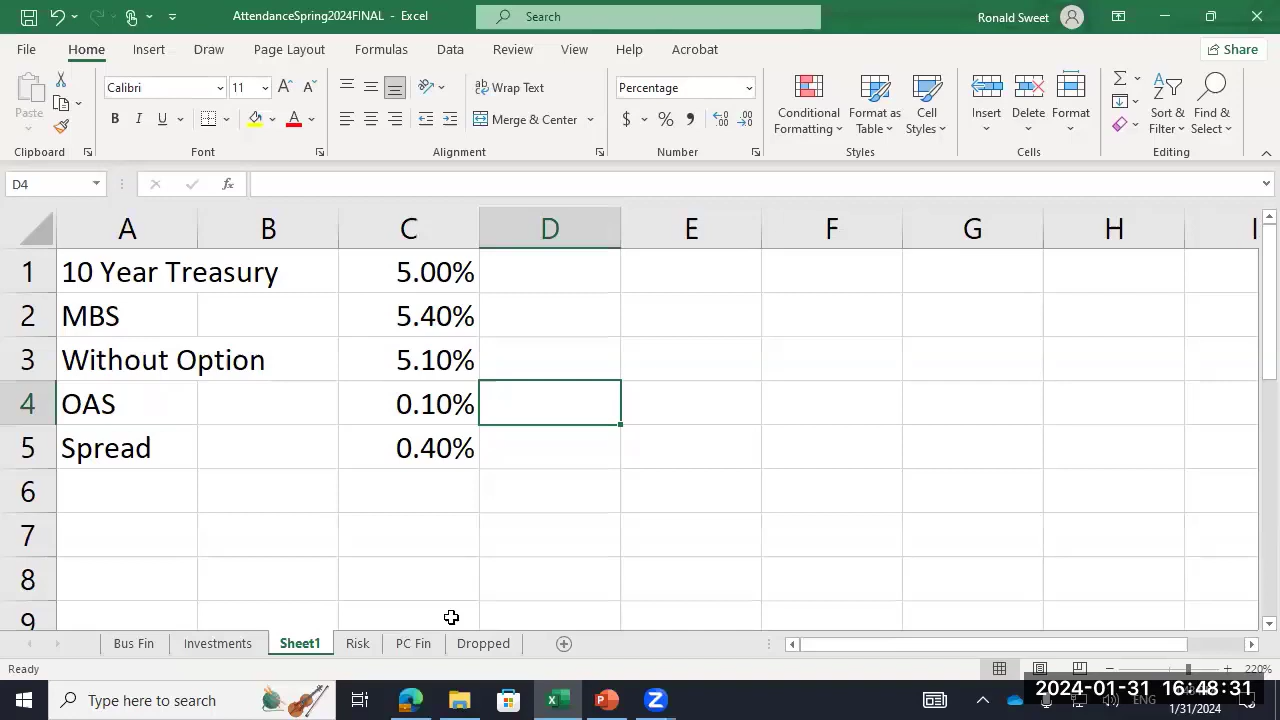 AttendanceSpring2024FINAL - Excel
Search
Ronald Sweet
File Home Insert Draw Page Layout Formulas Data Review View Help Acrobat
Share
Paste
Clipboard
Calibri 11
B I U
Font
Wrap Text
Merge & Center
Alignment
Percentage
$ % ,
Number
Conditional Formatting
Format as Table
Cell Styles
Styles
Insert
Delete
Format
Cells
Sort & Filter
Find & Select
Editing
D4
fx
A B C D E F G H I
1 10 Year Treasury 5.00%
2 MBS 5.40%
3 Without Option 5.10%
4 OAS 0.10%
5 Spread 0.40%
6
7
8
9
Bus Fin Investments Sheet1 Risk PC Fin Dropped
Ready
220%
Type here to search
ENG
2024-01-31 16:48:31
1/31/2024